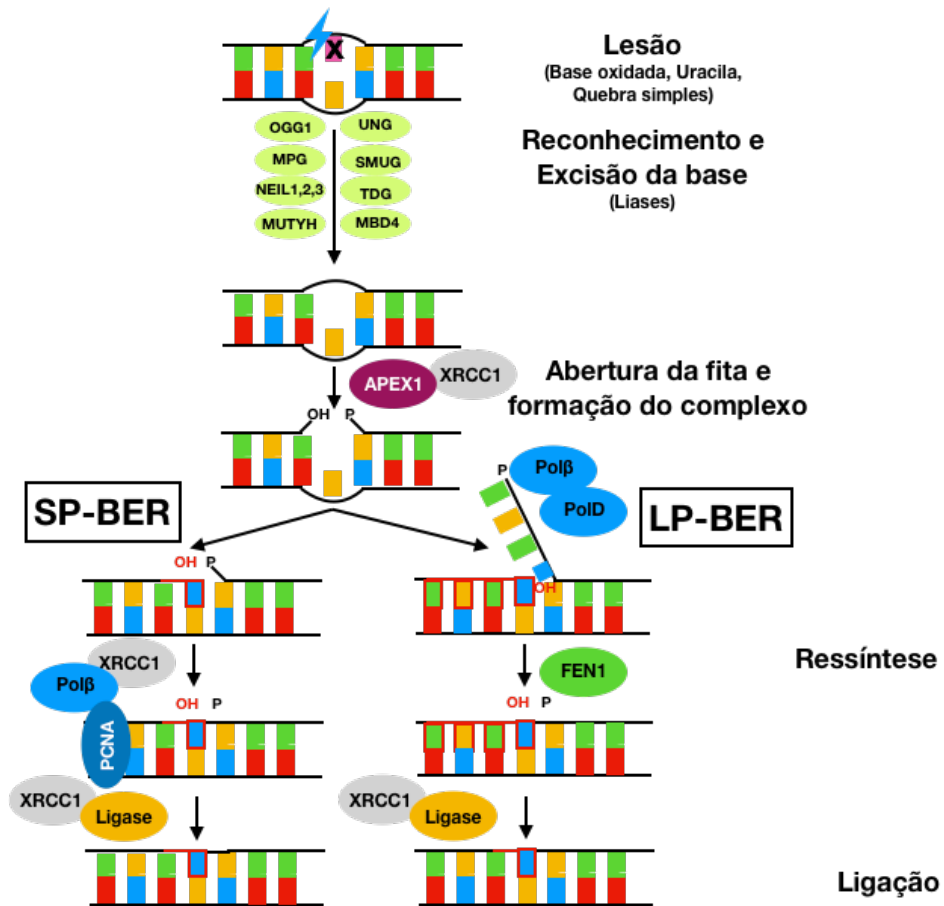 Lesão
(Base oxidada, Uracila,
Quebra simples)
X
OGG1
UNG
MPG
SMUG
NEIL1,2,3
TDG
MUTYH
MBD4
Reconhecimento e
Excisão da base
(Liases)
APEX1
XRCC1
Abertura da fita e
formação do complexo
OH P
SP-BER
P
Polβ
PolD
LP-BER
OH P
OH
XRCC1
Polβ
PCNA
FEN1
Ressíntese
OH P
OH P
XRCC1
Ligase
XRCC1
Ligase
Ligação